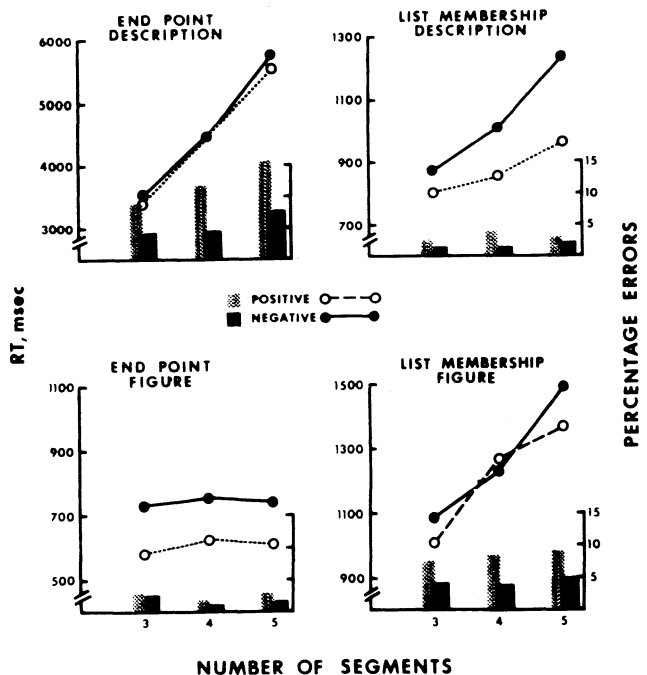 END POINT
DESCRIPTION
6000
5000
4000
3000
LIST MEMBERSHIP
DESCRIPTION
1300
1100
900
700
15
10
5
POSITIVE
NEGATIVE
RT, msec
PERCENTAGE ERRORS
END POINT
FIGURE
1100
900
700
500
3 4 5
LIST MEMBERSHIP
FIGURE
1500
1300
1100
900
15
10
5
3 4 5
NUMBER OF SEGMENTS